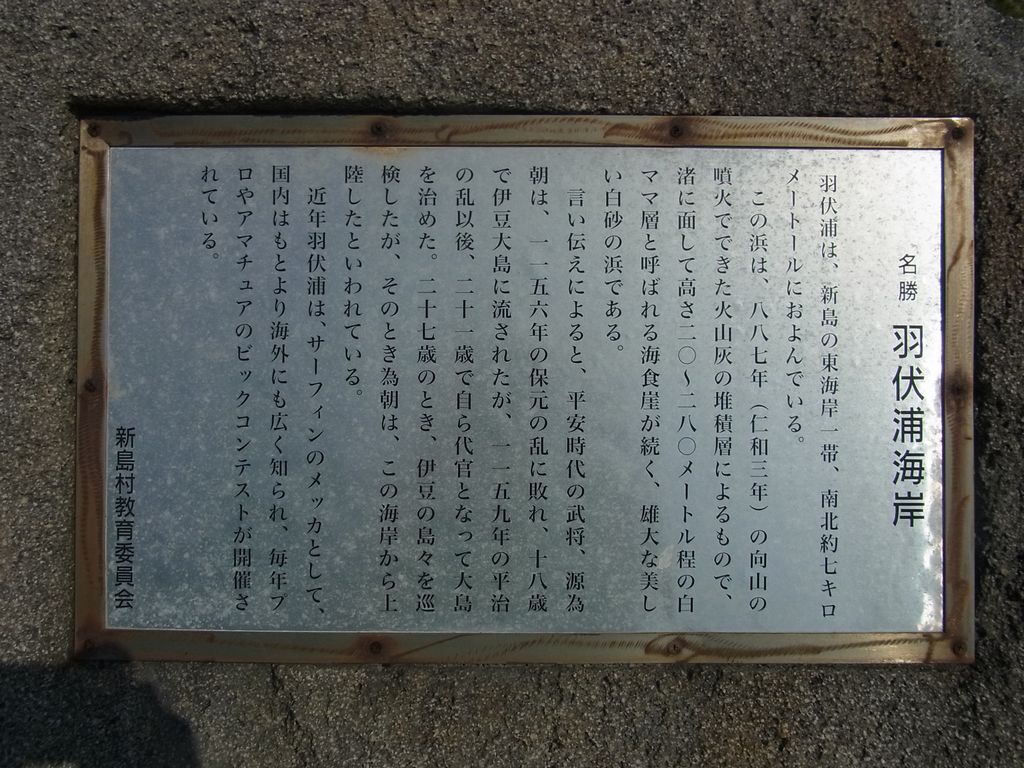 名勝 羽伏浦海岸
羽伏浦は、新島の東海岸一帯、南北約七キロ
メートールにおよんでいる。
この浜は、八八七年（仁和三年）の向山の
噴火でできた火山灰の堆積層によるもので、
渚に面して高さ二〇～二八〇メートル程の白
ママ層と呼ばれる海食崖が続く、雄大な美し
い白砂の浜である。
言い伝えによると、平安時代の武将、源為
朝は、一一五六年の保元の乱に敗れ、十八歳
で伊豆大島に流されたが、一一五九年の平治
の乱以後、二十一歳で自ら代官となって大島
を治めた。二十七歳のとき、伊豆の島々を巡
検したが、そのとき為朝は、この海岸から上
陸したといわれている。
近年羽伏浦は、サーフィンのメッカとして、
国内はもとより海外にも広く知られ、毎年プ
ロやアマチュアのビックコンテストが開催さ
れている。
新島村教育委員会